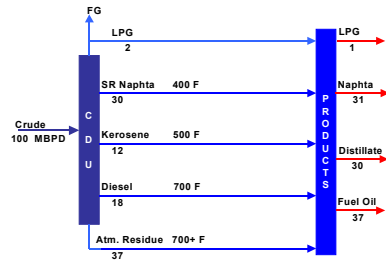 FG
LPG
2
LPG
1
SR Naphta 400 F
30
Naphta
31
Crude
100 MBPD
C
D
U
Kerosene 500 F
12
P
R
O
D
U
C
T
S
Distillate
30
Diesel 700 F
18
Fuel Oil
37
Atm. Residue 700+ F
37